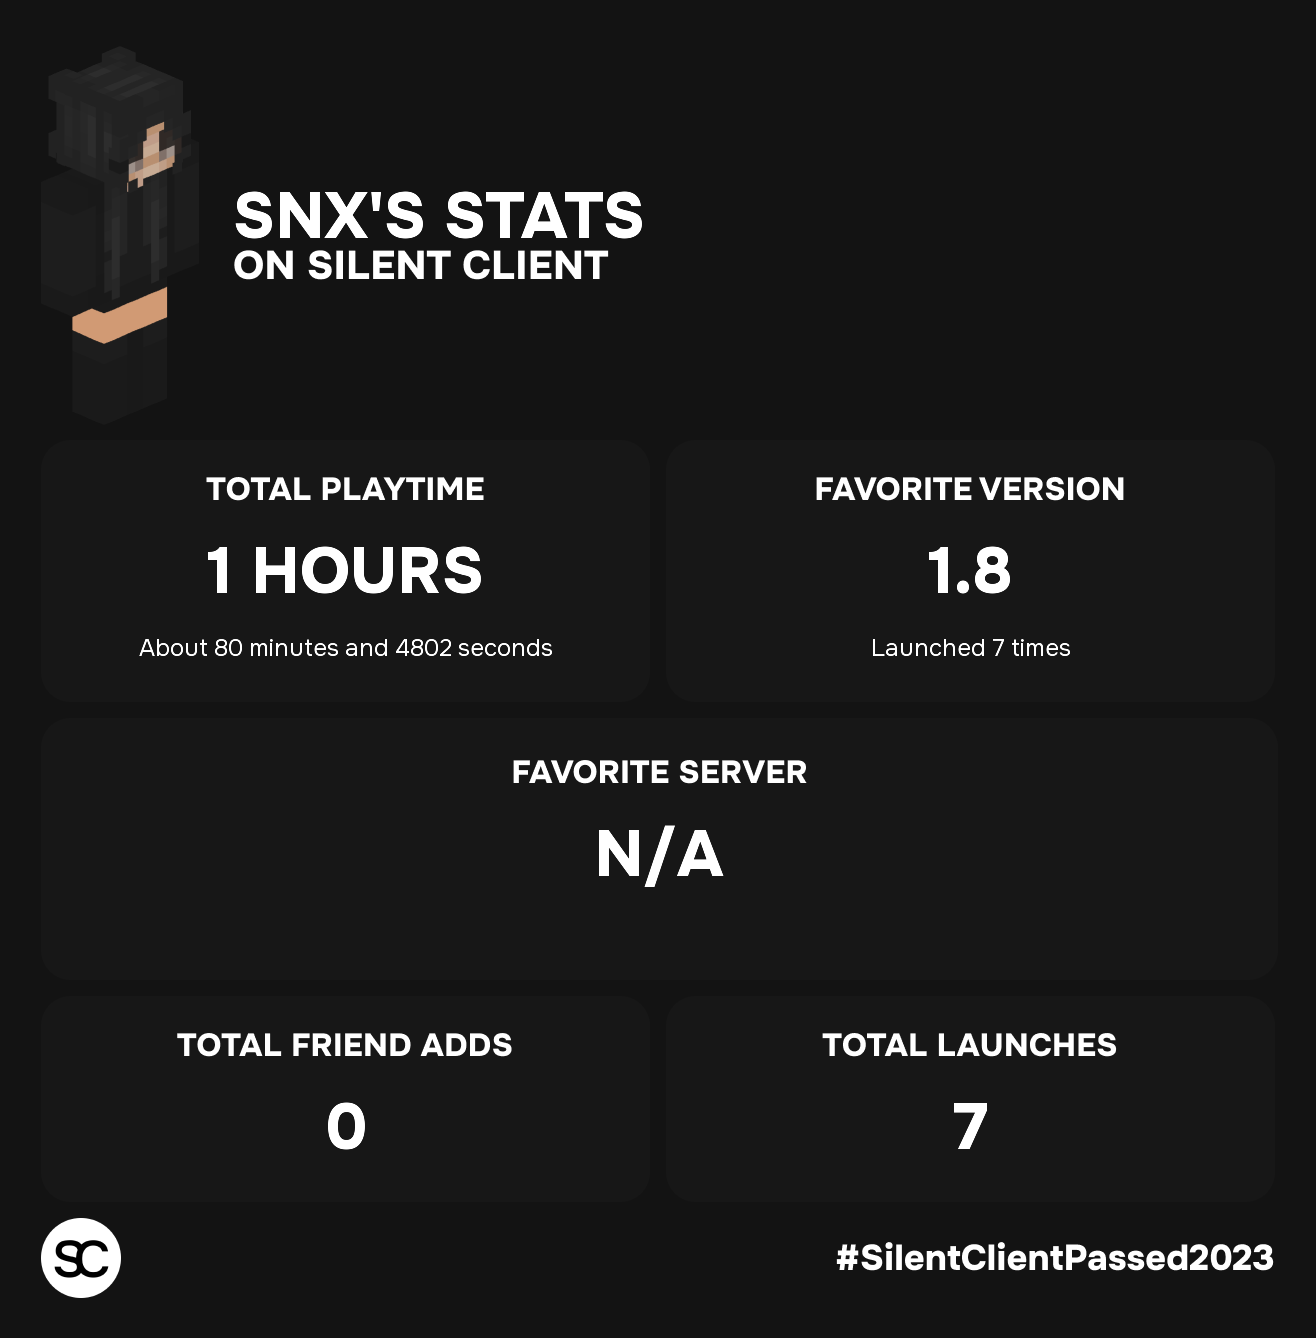 SNX'S STATS
ON SILENT CLIENT
TOTAL PLAYTIME
1 HOURS
About 80 minutes and 4802 seconds
FAVORITE VERSION
1.8
Launched 7 times
FAVORITE SERVER
N/A
TOTAL FRIEND ADDS
0
TOTAL LAUNCHES
7
SC
#SilentClientPassed2023